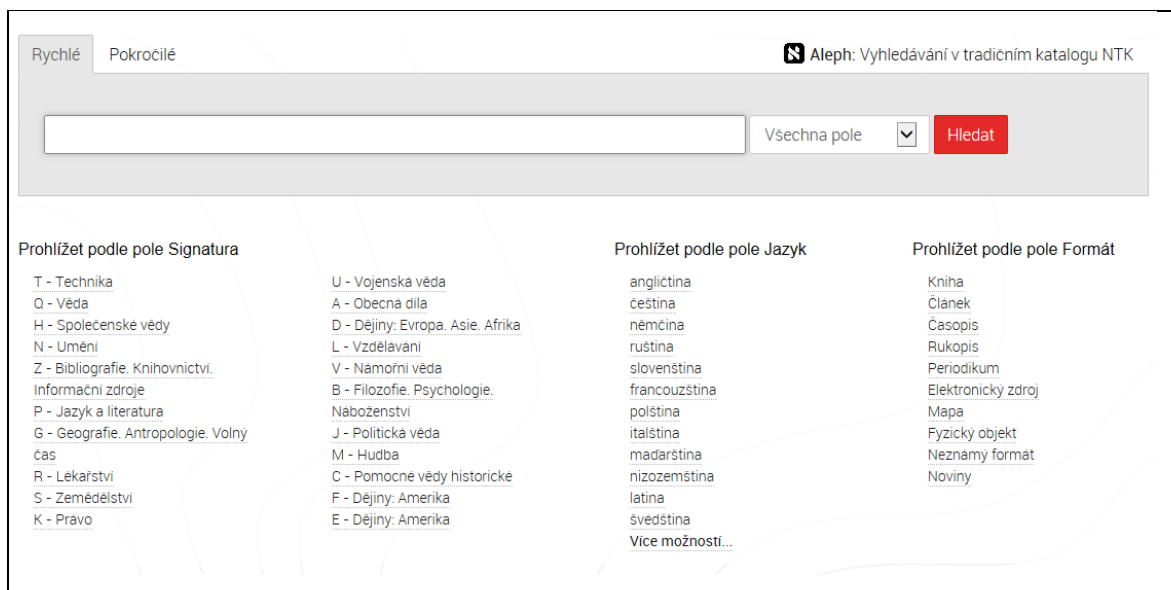 Rychlé
Pokročilé
Aleph: Vyhledávání v tradičním katalogu NTK
Všechna pole
Hledat
Prohlížet podle pole Signatura
T - Technika
Q - Věda
H - Společenské vědy
N - Umění
Z - Bibliografie. Knihovnictví.
Informační zdroje
P - Jazyk a literatura
G - Geografie. Antropologie. Volný
čas
R - Lékařství
S - Zemědělství
K - Právo
U - Vojenská věda
A - Obecná díla
D - Dějiny: Evropa. Asie. Afrika
L - Vzdělávání
V - Námořní věda
B - Filozofie. Psychologie.
Náboženství
J - Politická věda
M - Hudba
C - Pomocné vědy historické
F - Dějiny: Amerika
E - Dějiny: Amerika
Prohlížet podle pole Jazyk
angličtina
čeština
němčina
ruština
slovenština
francouzština
polština
italština
maďarština
nizozemština
latina
švédština
Více možností...
Prohlížet podle pole Formát
Kniha
Článek
Časopis
Rukopis
Periodikum
Elektronický zdroj
Mapa
Fyzický objekt
Neznámý formát
Noviny